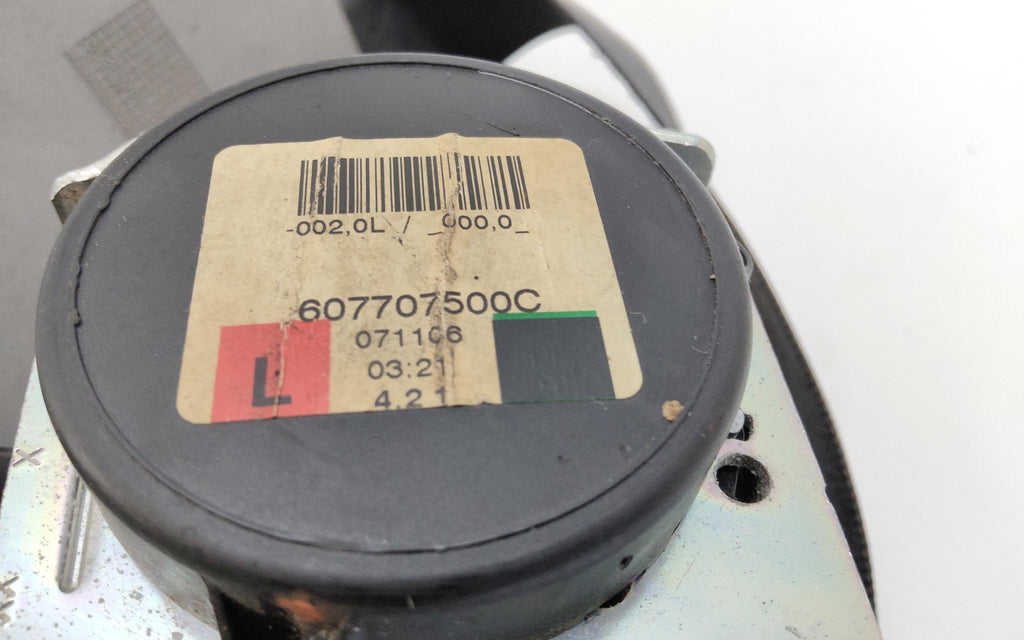 -002,0L / _000,0_
607707500C
071106
03:21
L
4.2 1